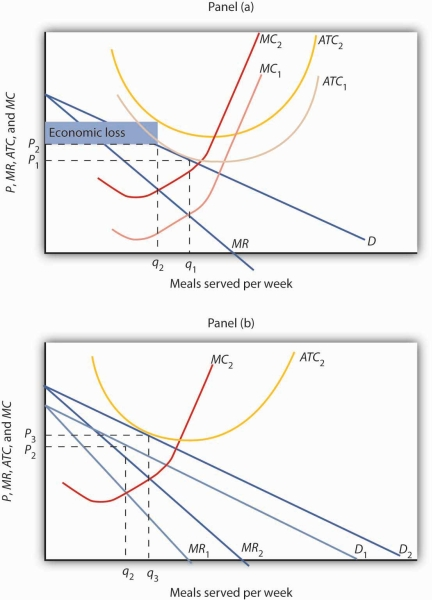 Panel (a)
MC2
ATC2
MC1
ATC1
Economic loss
P2
P1
P, MR, ATC, and MC
MR
D
q2
q1
Meals served per week
Panel (b)
MC2
ATC2
P3
P2
P, MR, ATC, and MC
MR1
MR2
D1
D2
q2
q3
Meals served per week